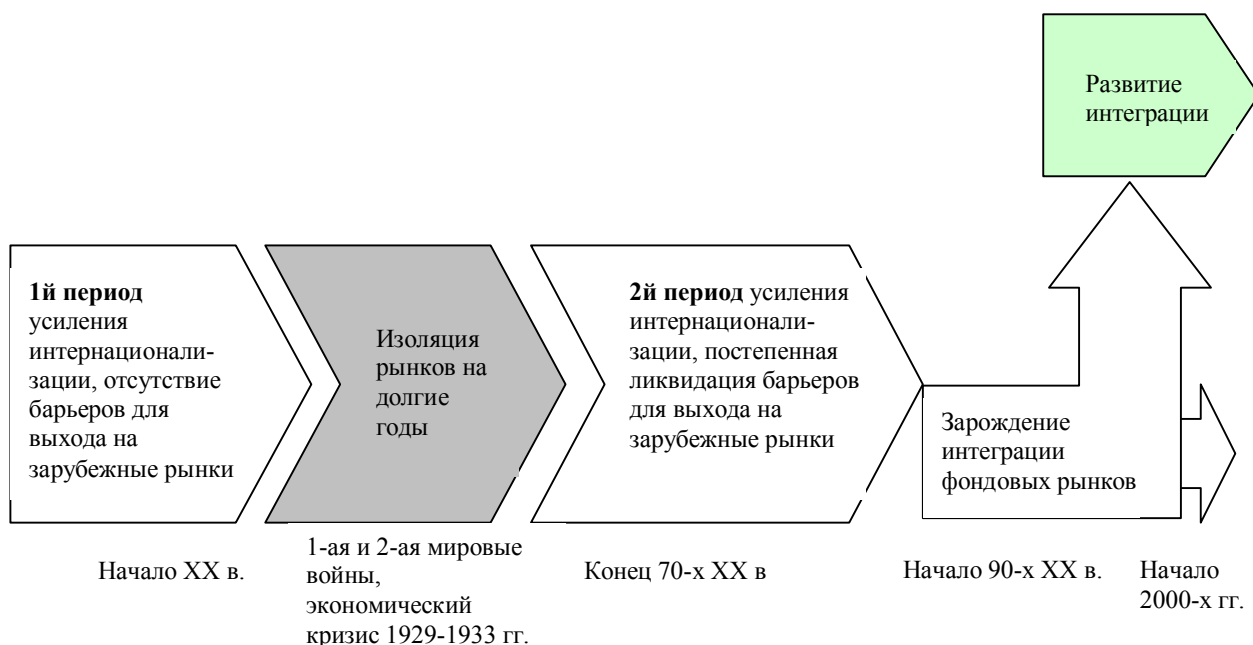 Развитие
интеграции
1й период
усиления
интернационали-
зации, отсутствие
барьеров для
выхода на
зарубежные рынки
Изоляция
рынков на
долгие
годы
2й период усиления
интернационали-
зации, постепенная
ликвидация барьеров
для выхода на
зарубежные рынки
Зарождение
интеграции
фондовых рынков
Начало XX в.
1-ая и 2-ая мировые
войны,
экономический
кризис 1929-1933 гг.
Конец 70-х XX в
Начало 90-х XX в.
Начало
2000-х гг.